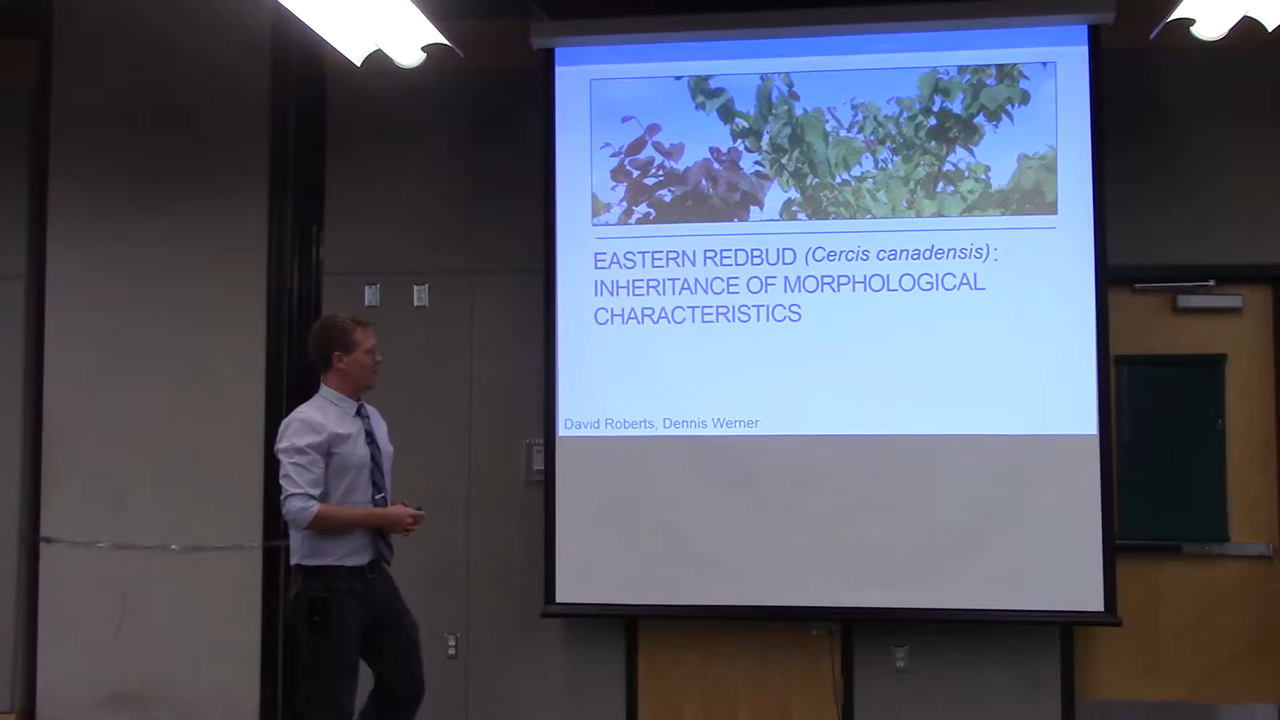 EASTERN REDBUD (Cercis canadensis):
INHERITANCE OF MORPHOLOGICAL
CHARACTERISTICS
David Roberts, Dennis Werner